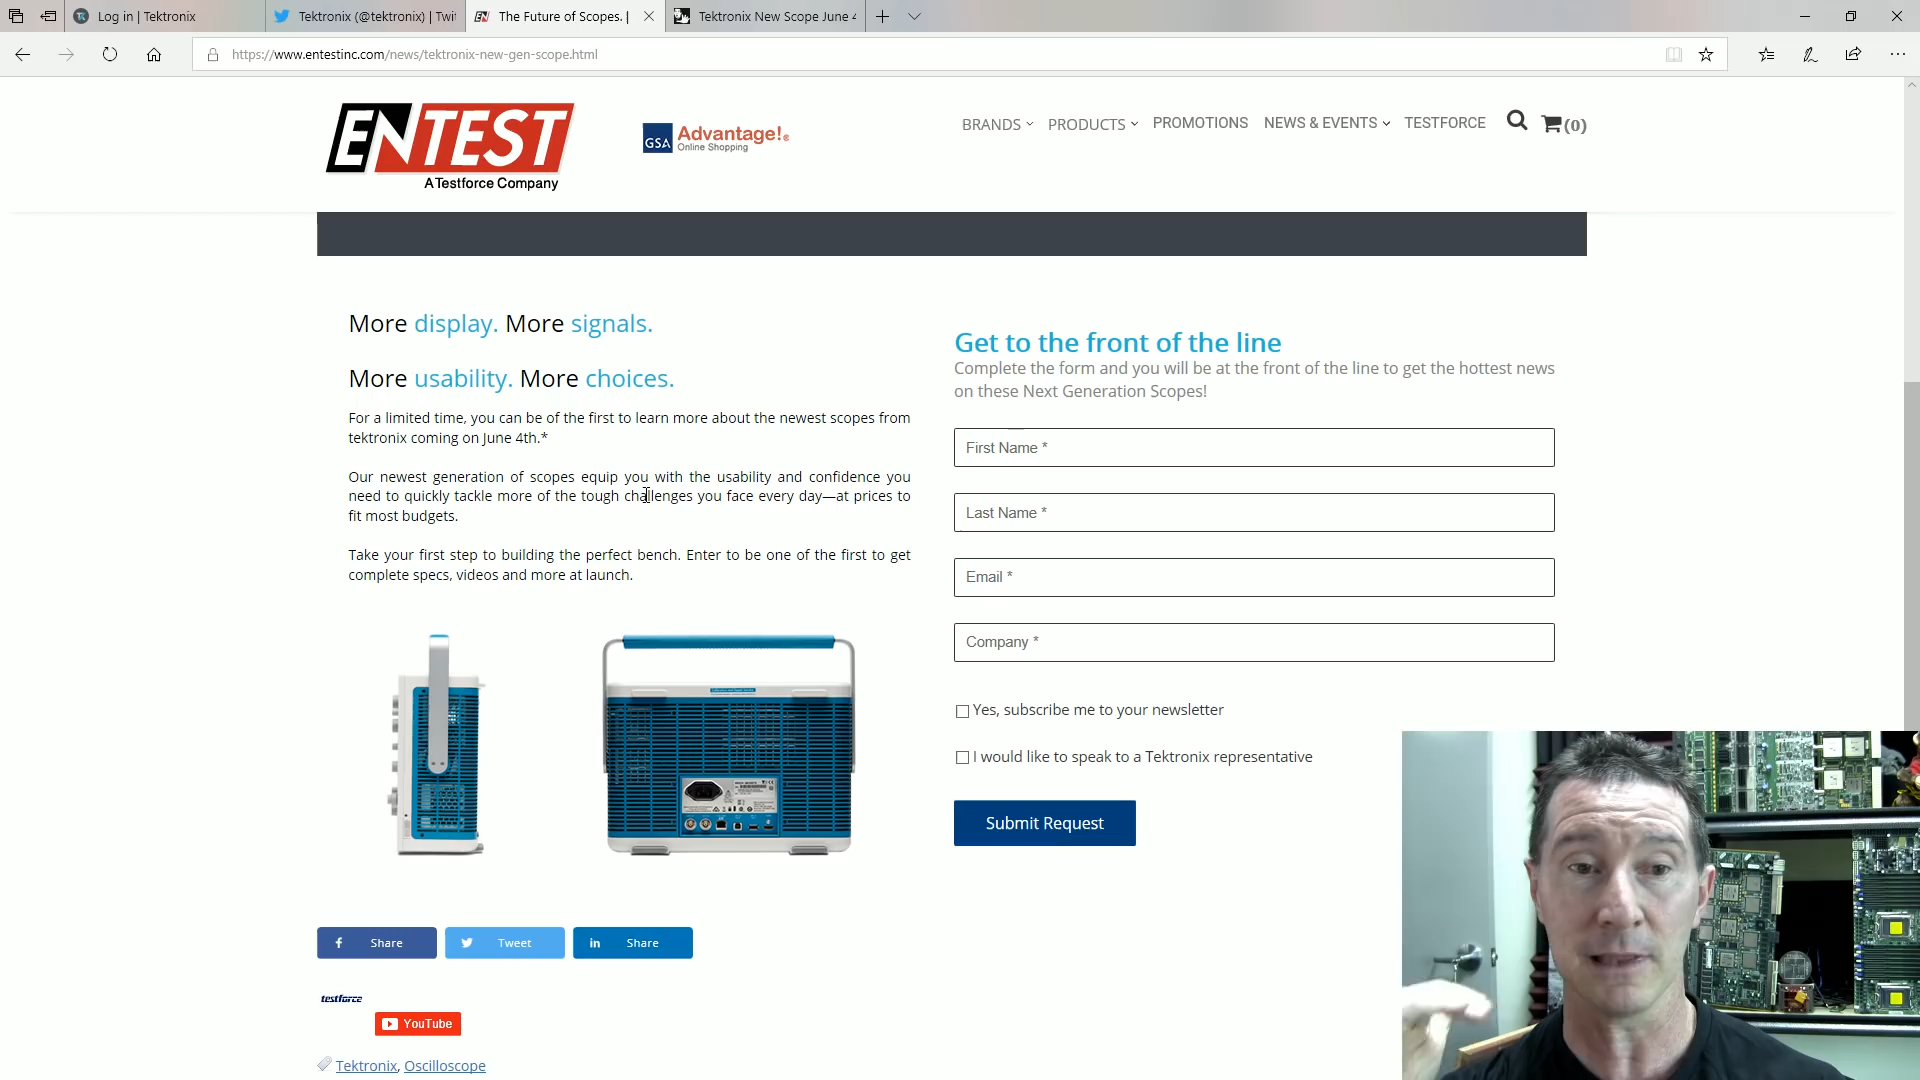 Log in | Tektronix
Tektronix (@tektronix) | Twit
The Future of Scopes. |
Tektronix New Scope June 4
https://www.entestinc.com/news/tektronix-new-gen-scope.html
ENTEST
A Testforce Company
GSA Advantage!®
Online Shopping
BRANDS PRODUCTS PROMOTIONS NEWS & EVENTS TESTFORCE (0)
More display. More signals.
More usability. More choices.
For a limited time, you can be of the first to learn more about the newest scopes from
tektronix coming on June 4th.*
Our newest generation of scopes equip you with the usability and confidence you
need to quickly tackle more of the tough challenges you face every day—at prices to
fit most budgets.
Take your first step to building the perfect bench. Enter to be one of the first to get
complete specs, videos and more at launch.
Get to the front of the line
Complete the form and you will be at the front of the line to get the hottest news
on these Next Generation Scopes!
First Name *
Last Name *
Email *
Company *
Yes, subscribe me to your newsletter
I would like to speak to a Tektronix representative
Submit Request
Share
Tweet
Share
testforce
YouTube
Tektronix, Oscilloscope